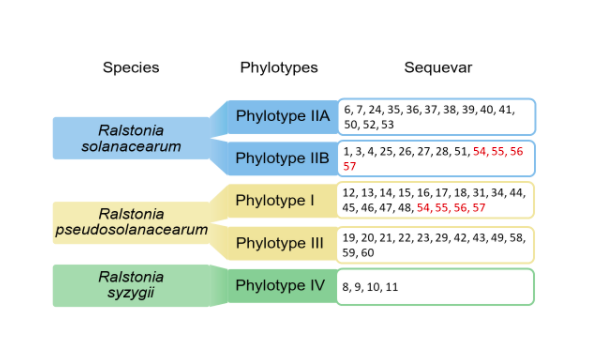 Species Phylotypes Sequevar
Ralstonia
solanacearum
Phylotype IIA
6, 7, 24, 35, 36, 37, 38, 39, 40, 41,
50, 52, 53
Phylotype IIB
1, 3, 4, 25, 26, 27, 28, 51, 54, 55, 56
57
Ralstonia
pseudosolanacearum
Phylotype I
12, 13, 14, 15, 16, 17, 18, 31, 34, 44,
45, 46, 47, 48, 54, 55, 56, 57
Phylotype III
19, 20, 21, 22, 23, 29, 42, 43, 49, 58,
59, 60
Ralstonia
syzygii
Phylotype IV
8, 9, 10, 11